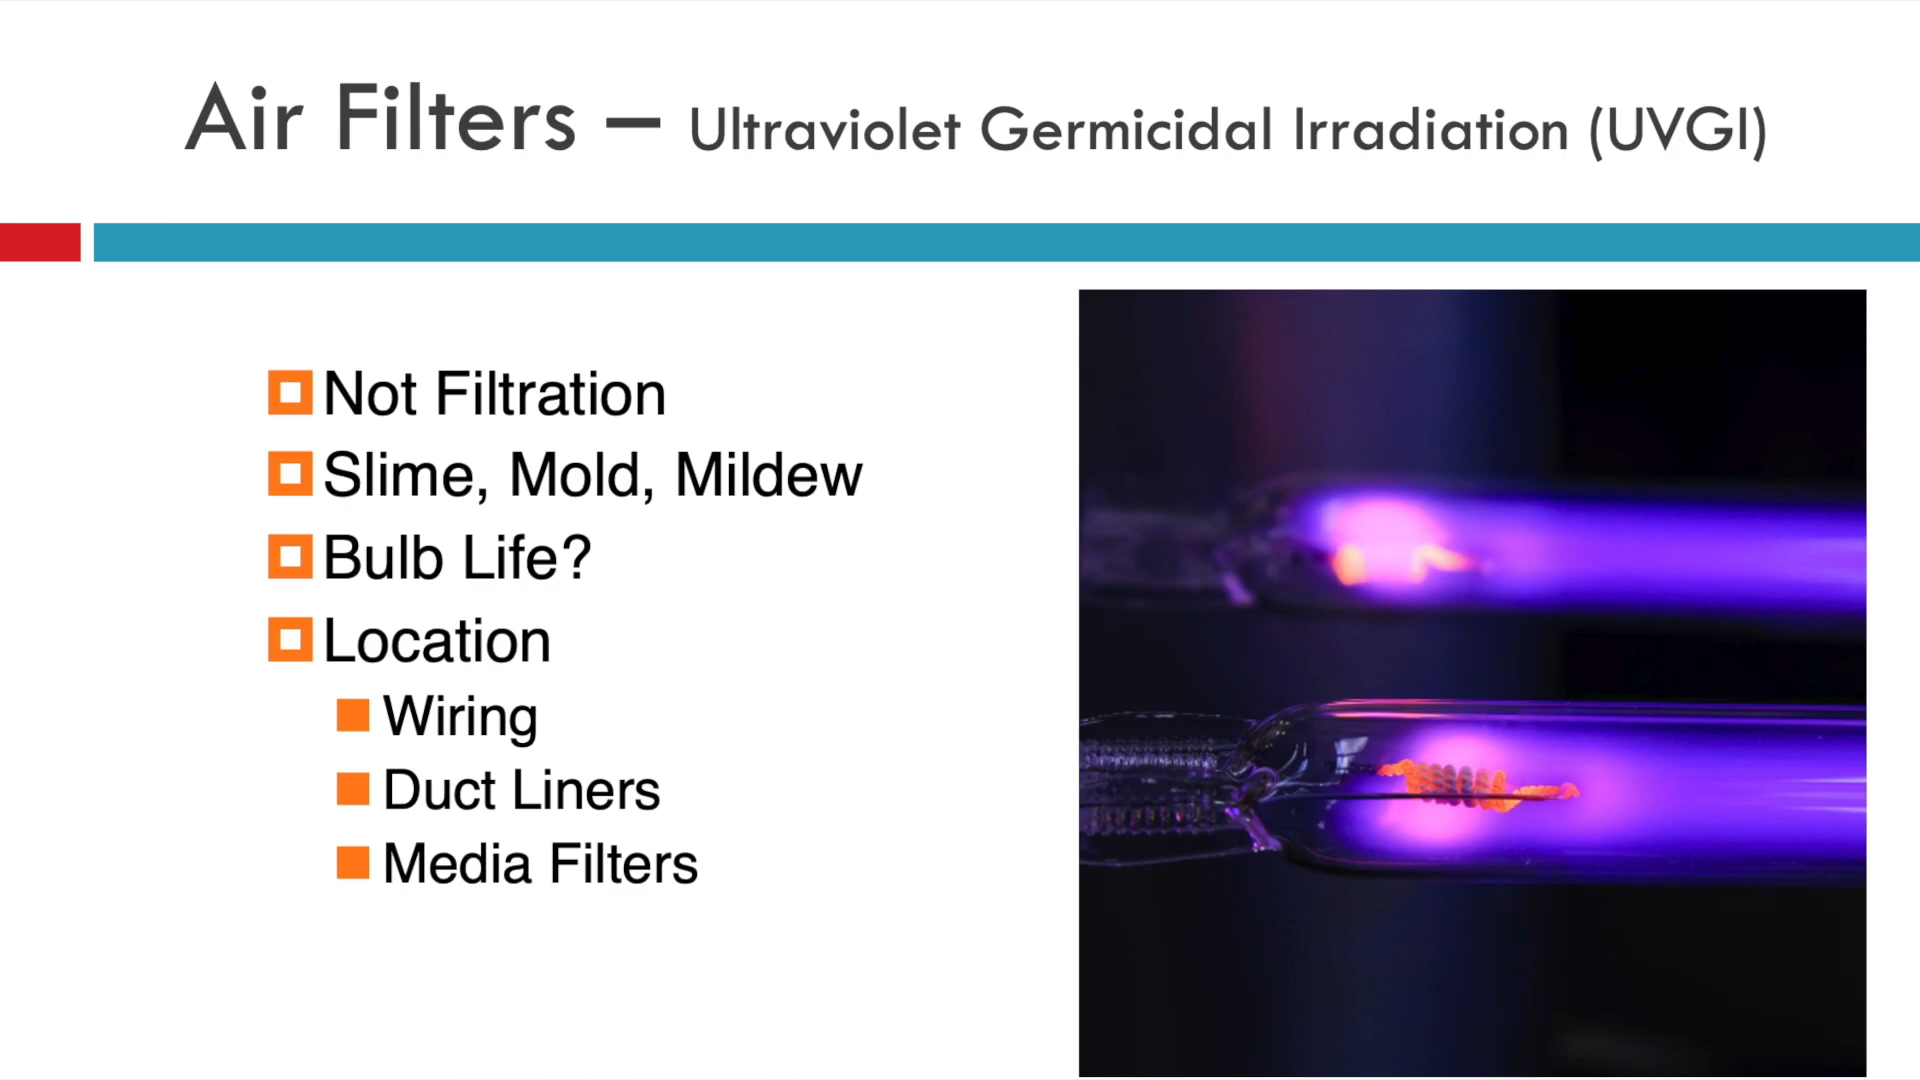 Air Filters – Ultraviolet Germicidal Irradiation (UVGI)
Not Filtration
Slime, Mold, Mildew
Bulb Life?
Location
Wiring
Duct Liners
Media Filters